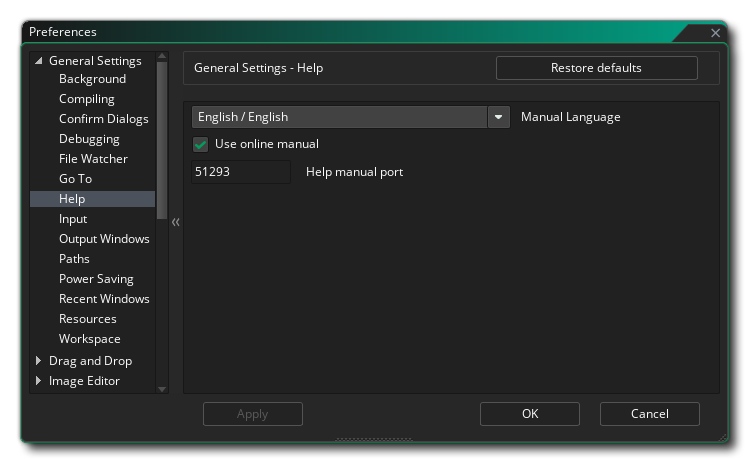 Preferences
General Settings
Background
Compiling
Confirm Dialogs
Debugging
File Watcher
Go To
Help
Input
Output Windows
Paths
Power Saving
Recent Windows
Resources
Workspace
Drag and Drop
Image Editor
General Settings - Help
Restore defaults
English / English
Manual Language
Use online manual
51293
Help manual port
Apply
OK
Cancel